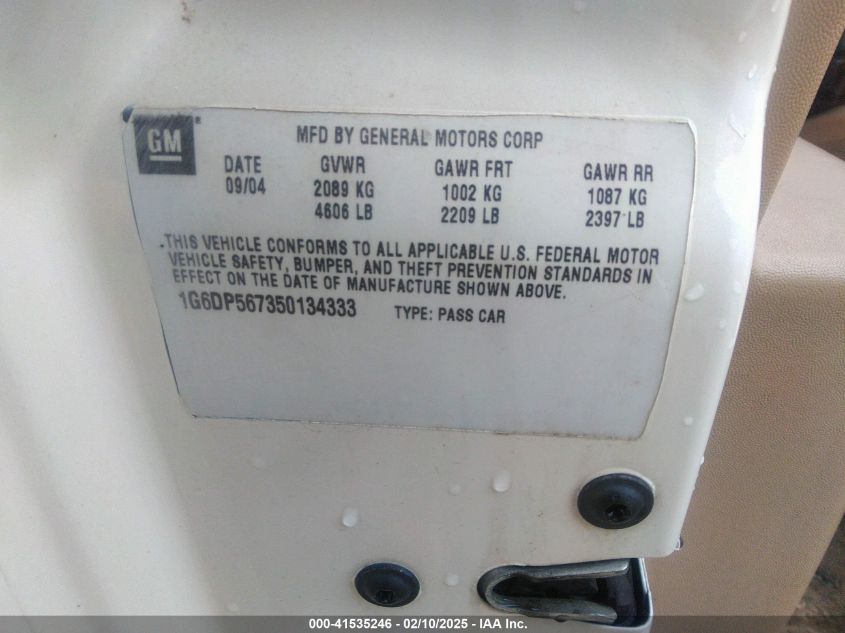 GM®
MFD BY GENERAL MOTORS CORP
DATE GVWR GAWR FRT GAWR RR
09/04 2089 KG 1002 KG 1087 KG
4606 LB 2209 LB 2397 LB
THIS VEHICLE CONFORMS TO ALL APPLICABLE U.S. FEDERAL MOTOR
VEHICLE SAFETY, BUMPER, AND THEFT PREVENTION STANDARDS IN
EFFECT ON THE DATE OF MANUFACTURE SHOWN ABOVE.
1G6DP567350134333 TYPE: PASS CAR
000-41535246 - 02/10/2025 - IAA Inc.